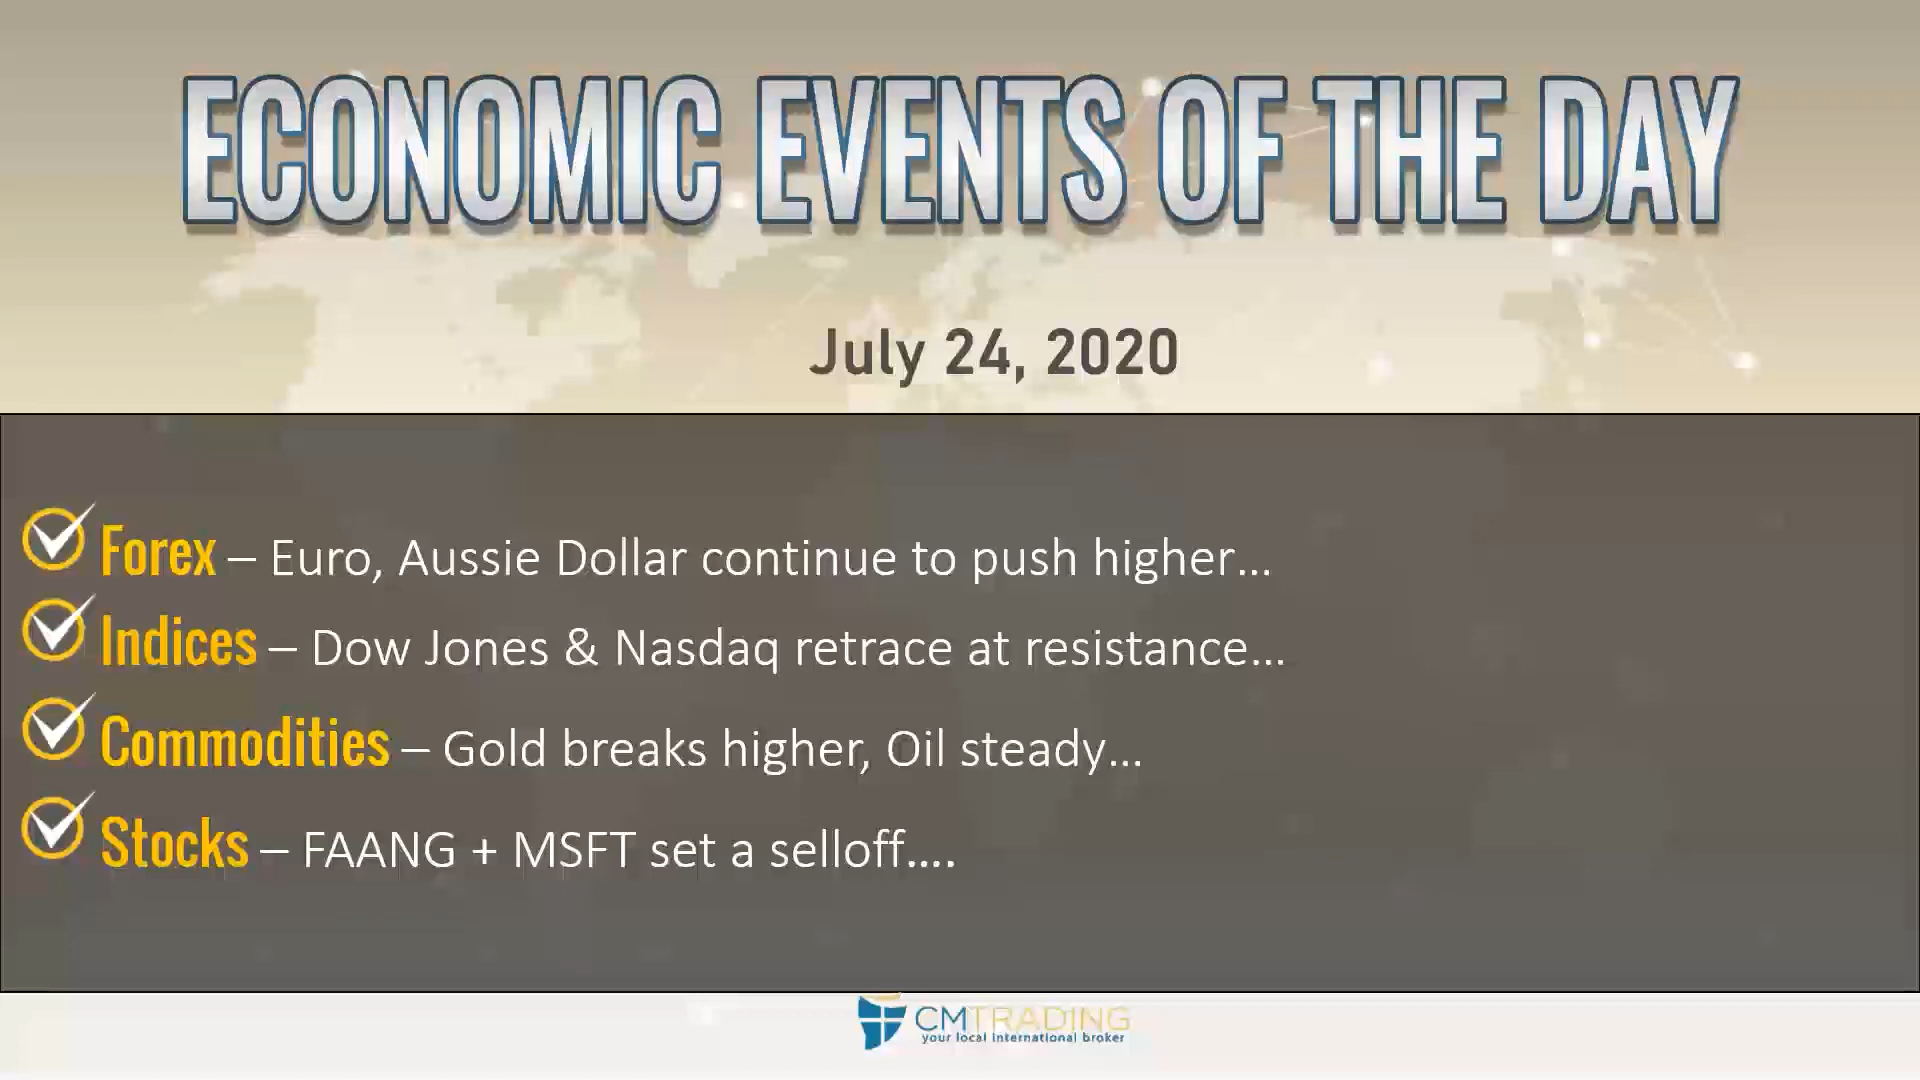 ECONOMIC EVENTS OF THE DAY
July 24, 2020
Forex – Euro, Aussie Dollar continue to push higher...
Indices – Dow Jones & Nasdaq retrace at resistance...
Commodities – Gold breaks higher, Oil steady...
Stocks – FAANG + MSFT set a selloff....
CMTRADING
your local international broker